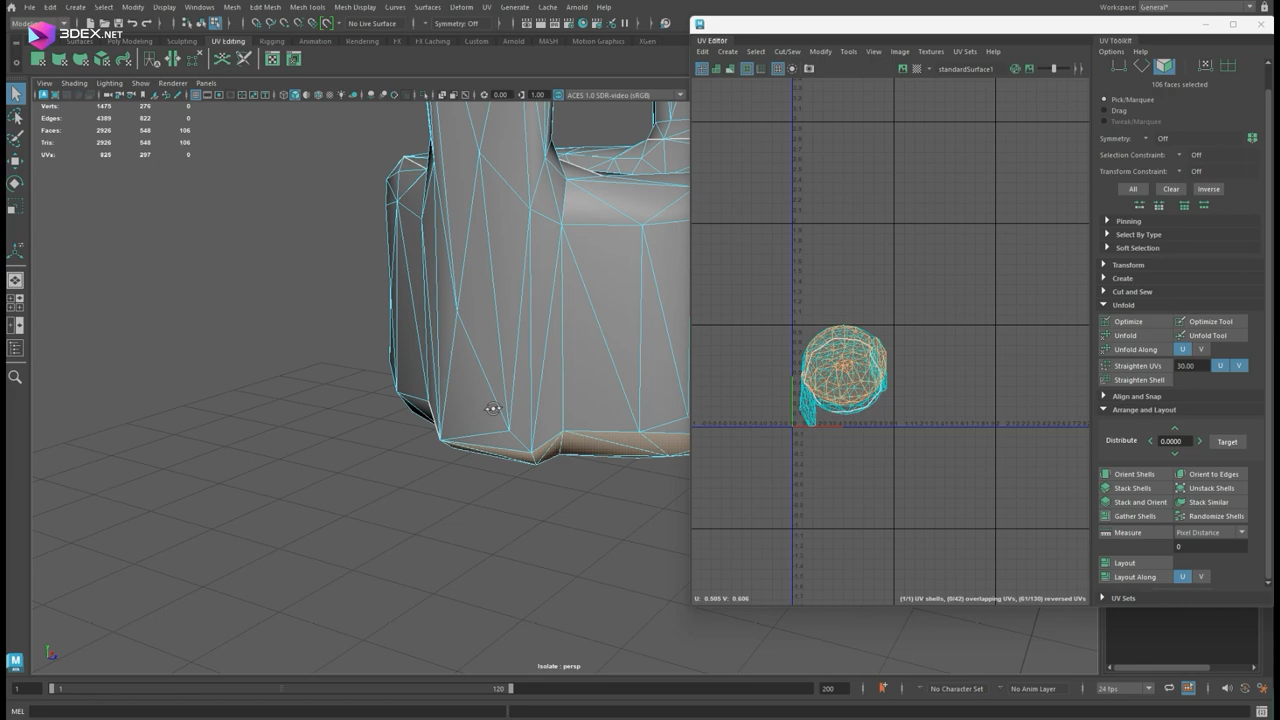 File Edit Create Select Modify Display Windows Mesh Edit Mesh Mesh Tools Mesh Display Curves Surfaces Deform UV Generate Cache Arnold Help
Workspace: General*
No Live Surface
Symmetry: Off
3DEX.NET
Poly Modeling Sculpting UV Editing Rigging Animation Rendering FX FX Caching Custom Arnold MASH Motion Graphics XGen
View Shading Lighting Show Renderer Panels
0.00 1.00 ACES 1.0 SDR-video (sRGB)
Verts: 1475 276 0
Edges: 4389 822 0
Faces: 2926 548 106
Tris: 2926 548 106
UVs: 825 297 0
Isolate : persp
UV Editor
Edit Create Select Cut/Sew Modify Tools View Image Textures UV Sets Help
standardSurface1
U: 0.505 V: 0.606
(1/1) UV shells, (0/42) overlapping UVs, (61/130) reversed UVs
UV Toolkit
Options Help
106 faces selected
Pick/Marquee
Drag
Tweak/Marquee
Symmetry: Off
Selection Constraint: Off
Transform Constraint: Off
All Clear Inverse
Pinning
Select By Type
Soft Selection
Transform
Create
Cut and Sew
Unfold
Optimize Optimize Tool
Unfold Unfold Tool
Unfold Along U V
Straighten UVs 30.00 U V
Straighten Shell
Align and Snap
Arrange and Layout
Distribute 0.0000 Target
Orient Shells Orient to Edges
Stack Shells Unstack Shells
Stack and Orient Stack Similar
Gather Shells Randomize Shells
Measure Pixel Distance
0
Layout
Layout Along U V
UV Sets
1 1 120 200 No Character Set No Anim Layer 24 fps
MEL